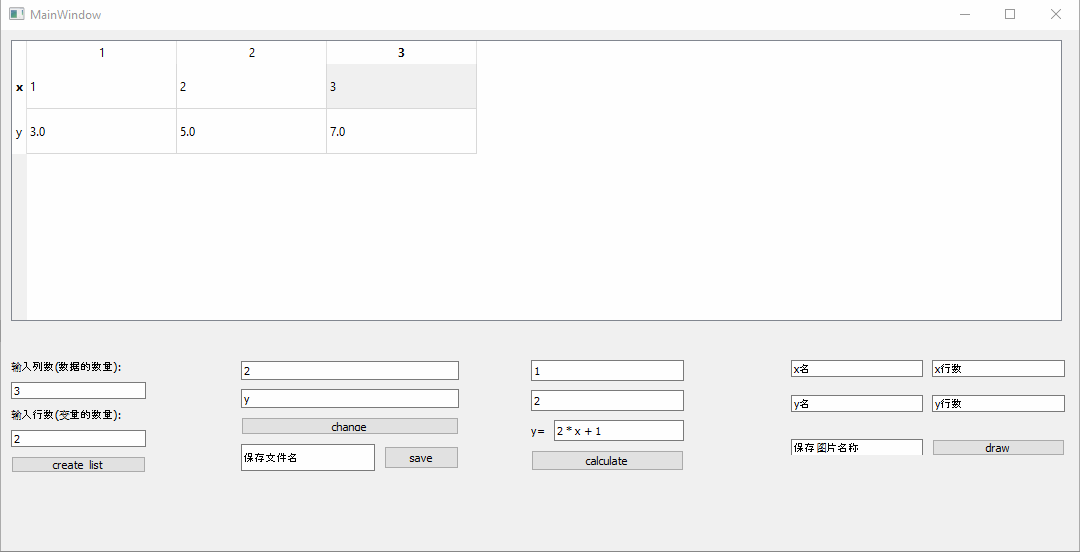 MainWindow
1 2 3
x 1 2 3
y 3.0 5.0 7.0
输入列数(数据的数量):
3
输入行数(变量的数量):
2
create list
2
y
change
保存文件名 save
1
2
y= 2 * x + 1
calculate
x名 x行数
y名 y行数
保存图片名称 draw